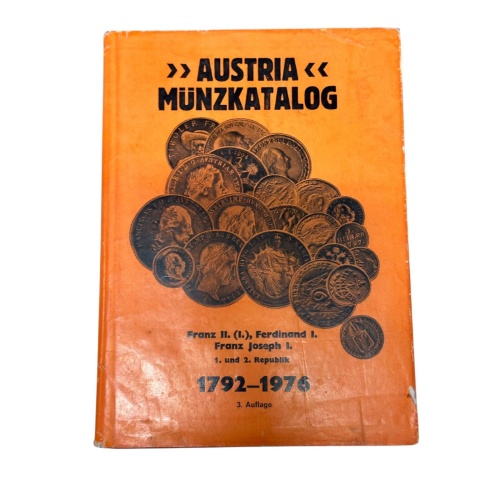 ›› AUSTRIA ‹‹
MÜNZKATALOG
Franz II. (I.), Ferdinand I.
Franz Joseph I.
1. und 2. Republik
1792–1976
3. Auflage